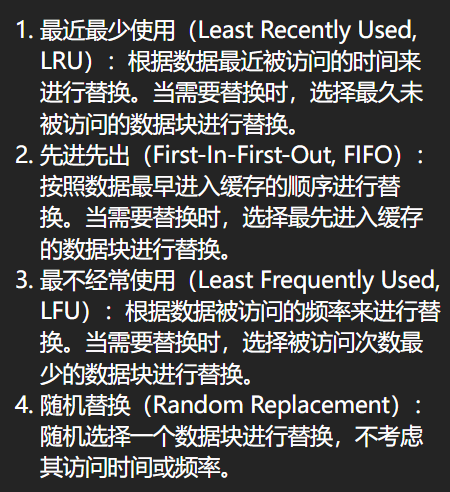 1. 最近最少使用（Least Recently Used,
LRU）：根据数据最近被访问的时间来
进行替换。当需要替换时，选择最久未
被访问的数据块进行替换。
2. 先进先出（First-In-First-Out, FIFO）：
按照数据最早进入缓存的顺序进行替
换。当需要替换时，选择最先进入缓存
的数据块进行替换。
3. 最不经常使用（Least Frequently Used,
LFU）：根据数据被访问的频率来进行替
换。当需要替换时，选择被访问次数最
少的数据块进行替换。
4. 随机替换（Random Replacement）：
随机选择一个数据块进行替换，不考虑
其访问时间或频率。